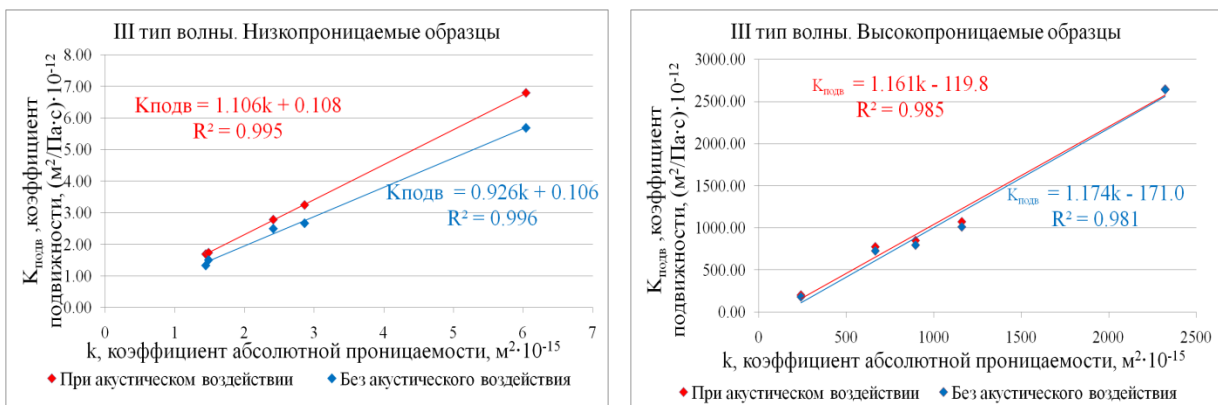 III тип волны. Низкопроницаемые образцы
8.00
7.00
6.00
5.00
4.00
3.00
2.00
1.00
0.00
0
1
2
3
4
5
6
7
Кподв = 1.106k + 0.108
R² = 0.995
Кподв = 0.926k + 0.106
R² = 0.996
Kподв ,коэффициент
подвижности, (м²/Па·с)·10⁻¹²
k, коэффициент абсолютной проницаемости, м²·10⁻¹⁵
При акустическом воздействии
Без акустического воздействия
III тип волны. Высокопроницаемые образцы
3000.00
2500.00
2000.00
1500.00
1000.00
500.00
0.00
0
500
1000
1500
2000
2500
Kподв = 1.161k - 119.8
R² = 0.985
Kподв = 1.174k - 171.0
R² = 0.981
Kподв ,коэффициент
подвижности, (м²/Па·с)·10⁻¹²
k, коэффициент абсолютной проницаемости, м²·10⁻¹⁵
При акустическом воздействии
Без акустического воздействия